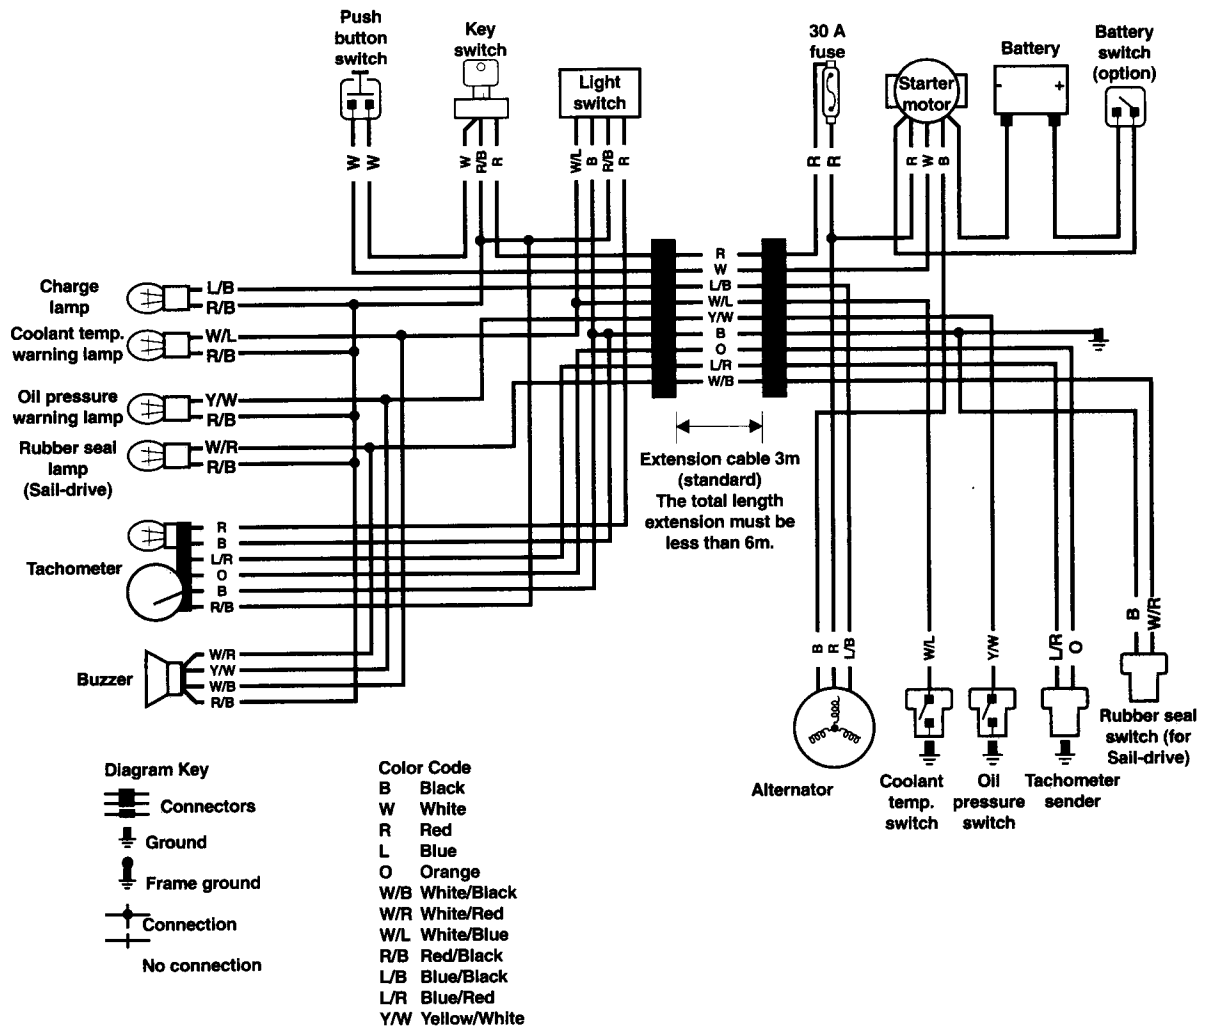 Push
button
switch
Key
switch
Light
switch
30 A
fuse
Starter
motor
Battery
- +
Battery
switch
(option)
W W
W R/B R
W/L B R/B R
R R
R W B
R
W
L/B
W/L
Y/W
B
O
L/R
W/B
Charge
lamp
L/B
R/B
Coolant temp.
warning lamp
W/L
R/B
Oil pressure
warning lamp
Y/W
R/B
Rubber seal
lamp
(Sail-drive)
W/R
R/B
Extension cable 3m
(standard)
The total length
extension must be
less than 6m.
Tachometer
R
B
L/R
O
B
R/B
Buzzer
W/R
Y/W
W/B
R/B
B R L/B
W/L
Y/W
L/R O
B W/R
Alternator
Coolant
temp.
switch
Oil
pressure
switch
Tachometer
sender
Rubber seal
switch (for
Sail-drive)
Diagram Key
Connectors
Ground
Frame ground
Connection
No connection
Color Code
B Black
W White
R Red
L Blue
O Orange
W/B White/Black
W/R White/Red
W/L White/Blue
R/B Red/Black
L/B Blue/Black
L/R Blue/Red
Y/W Yellow/White